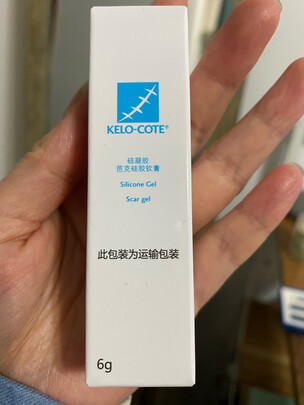 KELO-COTE®
硅凝胶
芭克硅胶软膏
Silicone Gel
Scar gel
此包装为运输包装
6g